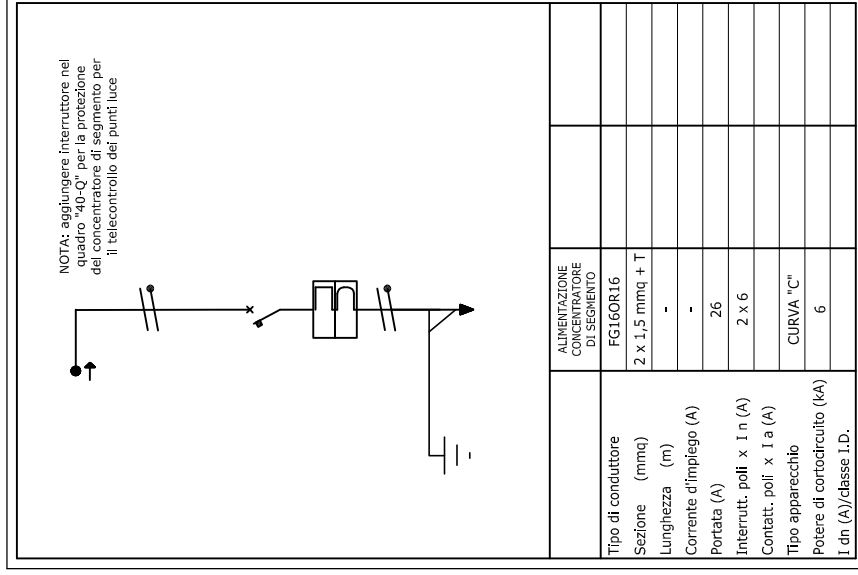 NOTA: aggiungere interruttore nel
quadro "40-Q" per la protezione
del concentratore di segmento per
il telecontrollo dei punti luce
ALIMENTAZIONE
CONCENTRATORE
DI SEGMENTO
Tipo di conduttore FG16OR16
Sezione (mmq) 2 x 1,5 mmq + T
Lunghezza (m) -
Corrente d'impiego (A) -
Portata (A) 26
Interrutt. poli x I n (A) 2 x 6
Contatt. poli x I a (A)
Tipo apparecchio CURVA "C"
Potere di cortocircuito (kA) 6
I dn (A)/classe I.D.